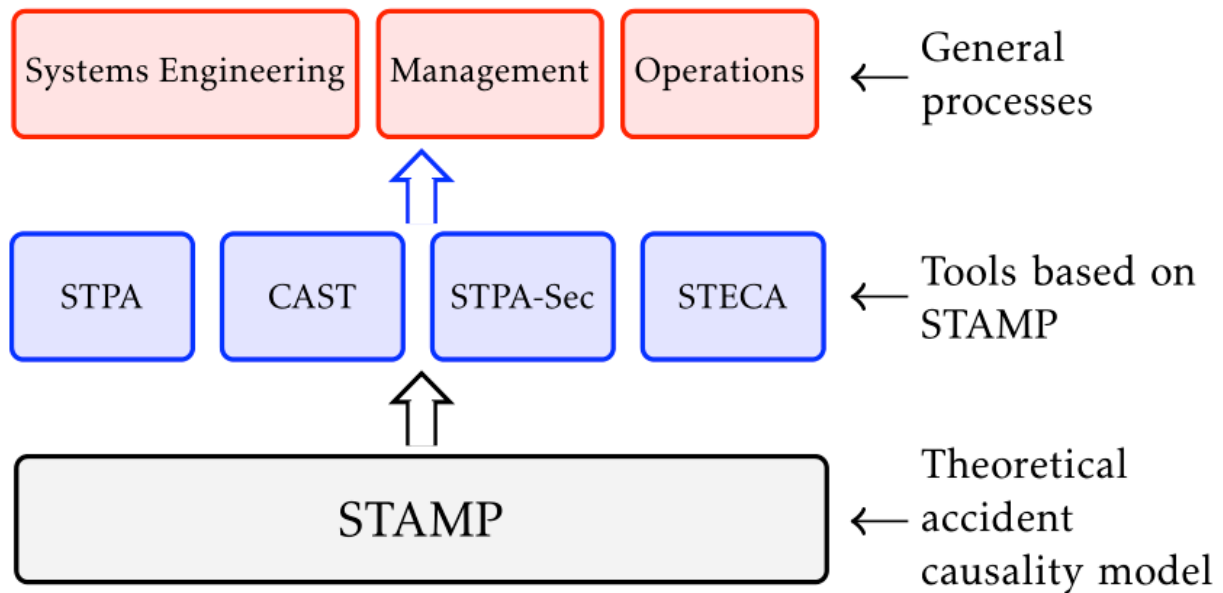 Systems Engineering
Management
Operations
General
processes
STPA
CAST
STPA-Sec
STECA
Tools based on
STAMP
STAMP
Theoretical
accident
causality model